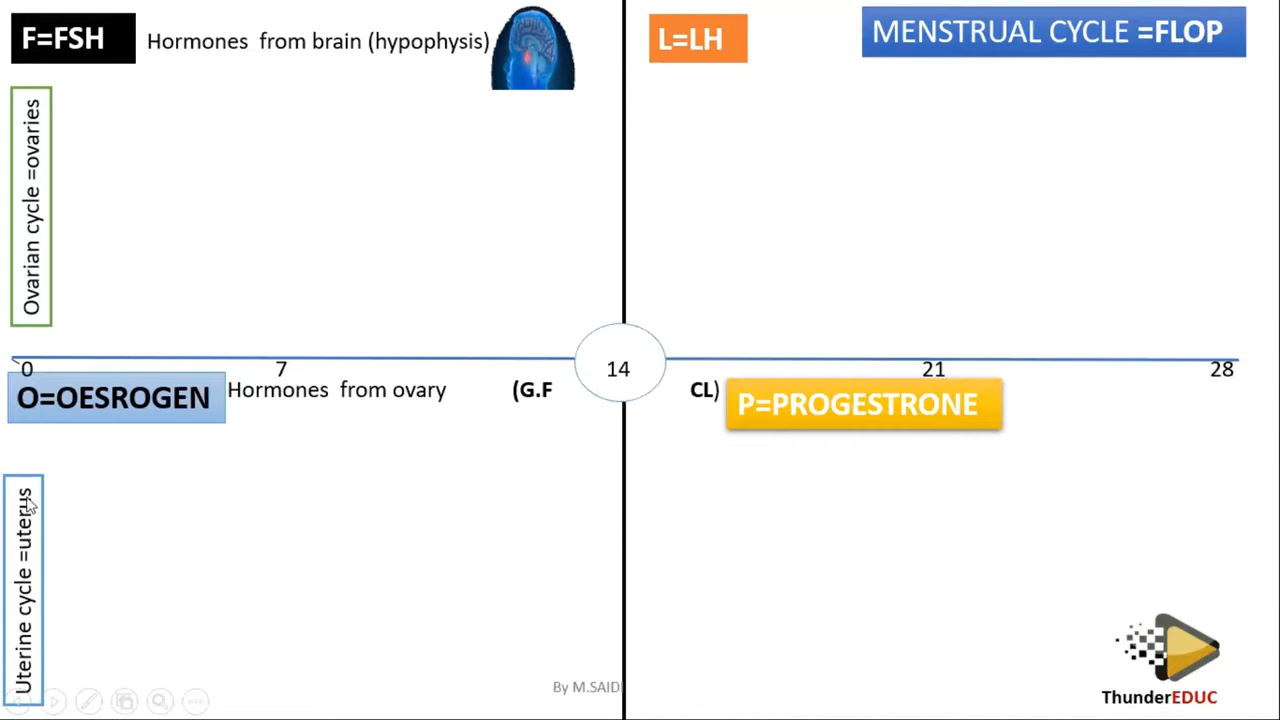 F=FSH
Hormones from brain (hypophysis)
L=LH
MENSTRUAL CYCLE =FLOP
Ovarian cycle =ovaries
0
7
14
21
28
O=OESROGEN
Hormones from ovary
(G.F
CL)
P=PROGESTRONE
Uterine cycle =uterus
By M.SAIDI
ThunderEDUC